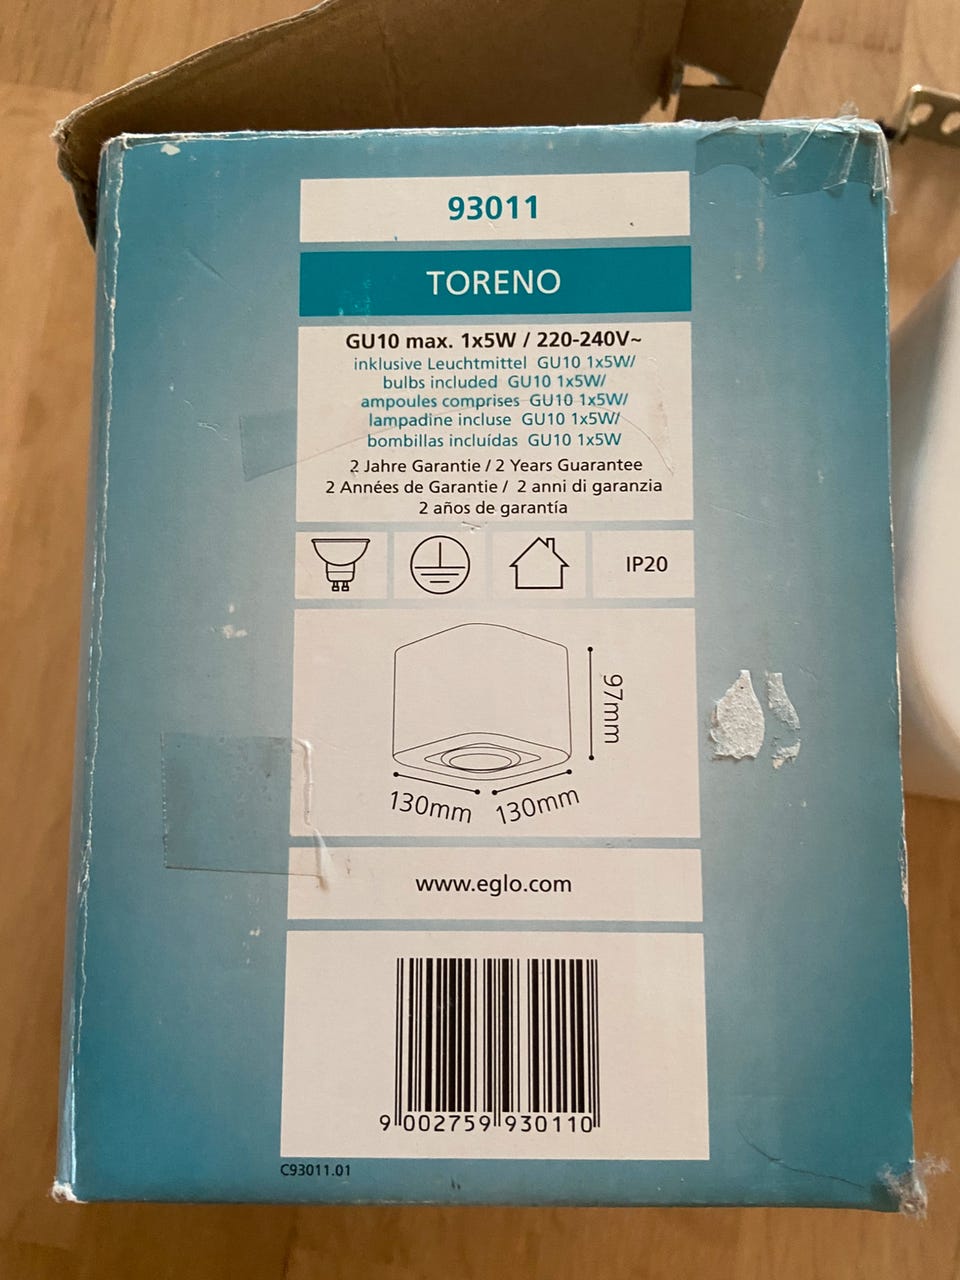 93011
TORENO
GU10 max. 1x5W / 220-240V~
inklusive Leuchtmittel GU10 1x5W/
bulbs included GU10 1x5W/
ampoules comprises GU10 1x5W/
lampadine incluse GU10 1x5W/
bombillas incluídas GU10 1x5W
2 Jahre Garantie / 2 Years Guarantee
2 Années de Garantie / 2 anni di garanzia
2 años de garantía
IP20
97mm
130mm 130mm
www.eglo.com
9 002759 930110
C93011.01